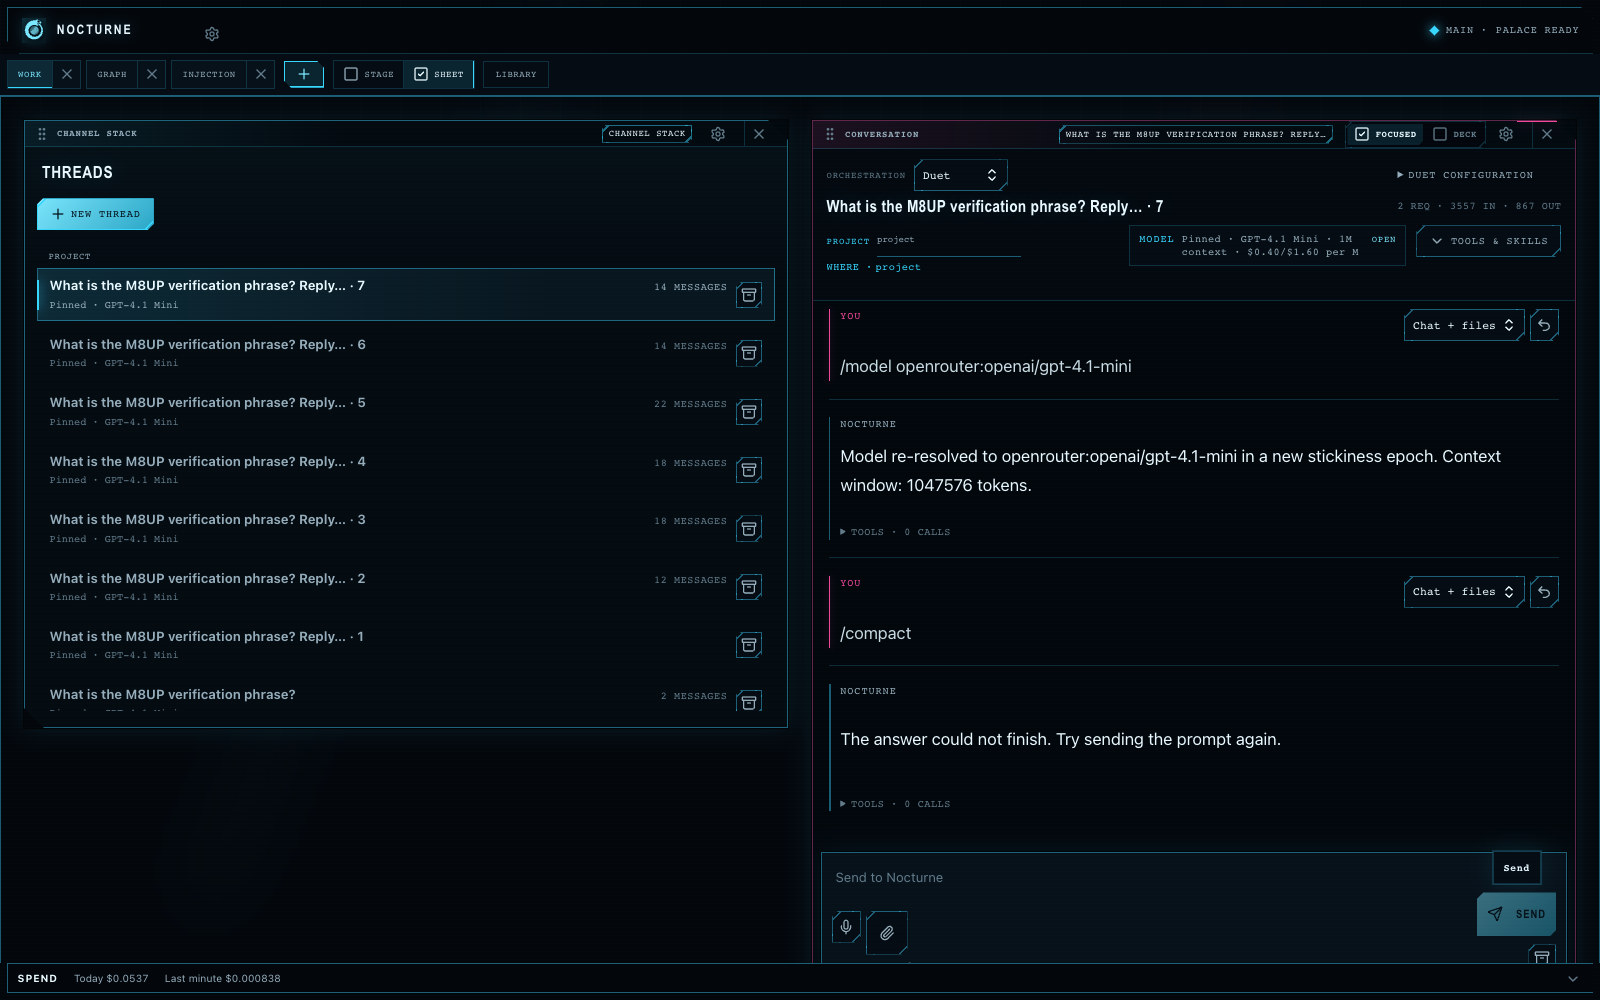 NOCTURNE
MAIN · PALACE READY
WORK
GRAPH
INJECTION
STAGE
SHEET
LIBRARY
CHANNEL STACK
CHANNEL STACK
THREADS
NEW THREAD
PROJECT
What is the M8UP verification phrase? Reply... · 7
14 MESSAGES
Pinned · GPT-4.1 Mini
What is the M8UP verification phrase? Reply... · 6
14 MESSAGES
Pinned · GPT-4.1 Mini
What is the M8UP verification phrase? Reply... · 5
22 MESSAGES
Pinned · GPT-4.1 Mini
What is the M8UP verification phrase? Reply... · 4
18 MESSAGES
Pinned · GPT-4.1 Mini
What is the M8UP verification phrase? Reply... · 3
18 MESSAGES
Pinned · GPT-4.1 Mini
What is the M8UP verification phrase? Reply... · 2
12 MESSAGES
Pinned · GPT-4.1 Mini
What is the M8UP verification phrase? Reply... · 1
Pinned · GPT-4.1 Mini
What is the M8UP verification phrase?
2 MESSAGES
Pinned · GPT-4.1 Mini
CONVERSATION
WHAT IS THE M8UP VERIFICATION PHRASE? REPLY…
FOCUSED
DECK
ORCHESTRATION
Duet
DUET CONFIGURATION
What is the M8UP verification phrase? Reply... · 7
2 REQ · 3557 IN · 867 OUT
PROJECT project
WHERE · project
MODEL Pinned · GPT-4.1 Mini · 1M OPEN
context · $0.40/$1.60 per M
TOOLS & SKILLS
YOU
Chat + files
/model openrouter:openai/gpt-4.1-mini
NOCTURNE
Model re-resolved to openrouter:openai/gpt-4.1-mini in a new stickiness epoch. Context
window: 1047576 tokens.
TOOLS · 0 CALLS
YOU
Chat + files
/compact
NOCTURNE
The answer could not finish. Try sending the prompt again.
TOOLS · 0 CALLS
Send to Nocturne
Send
SEND
SPEND Today $0.0537 Last minute $0.000838